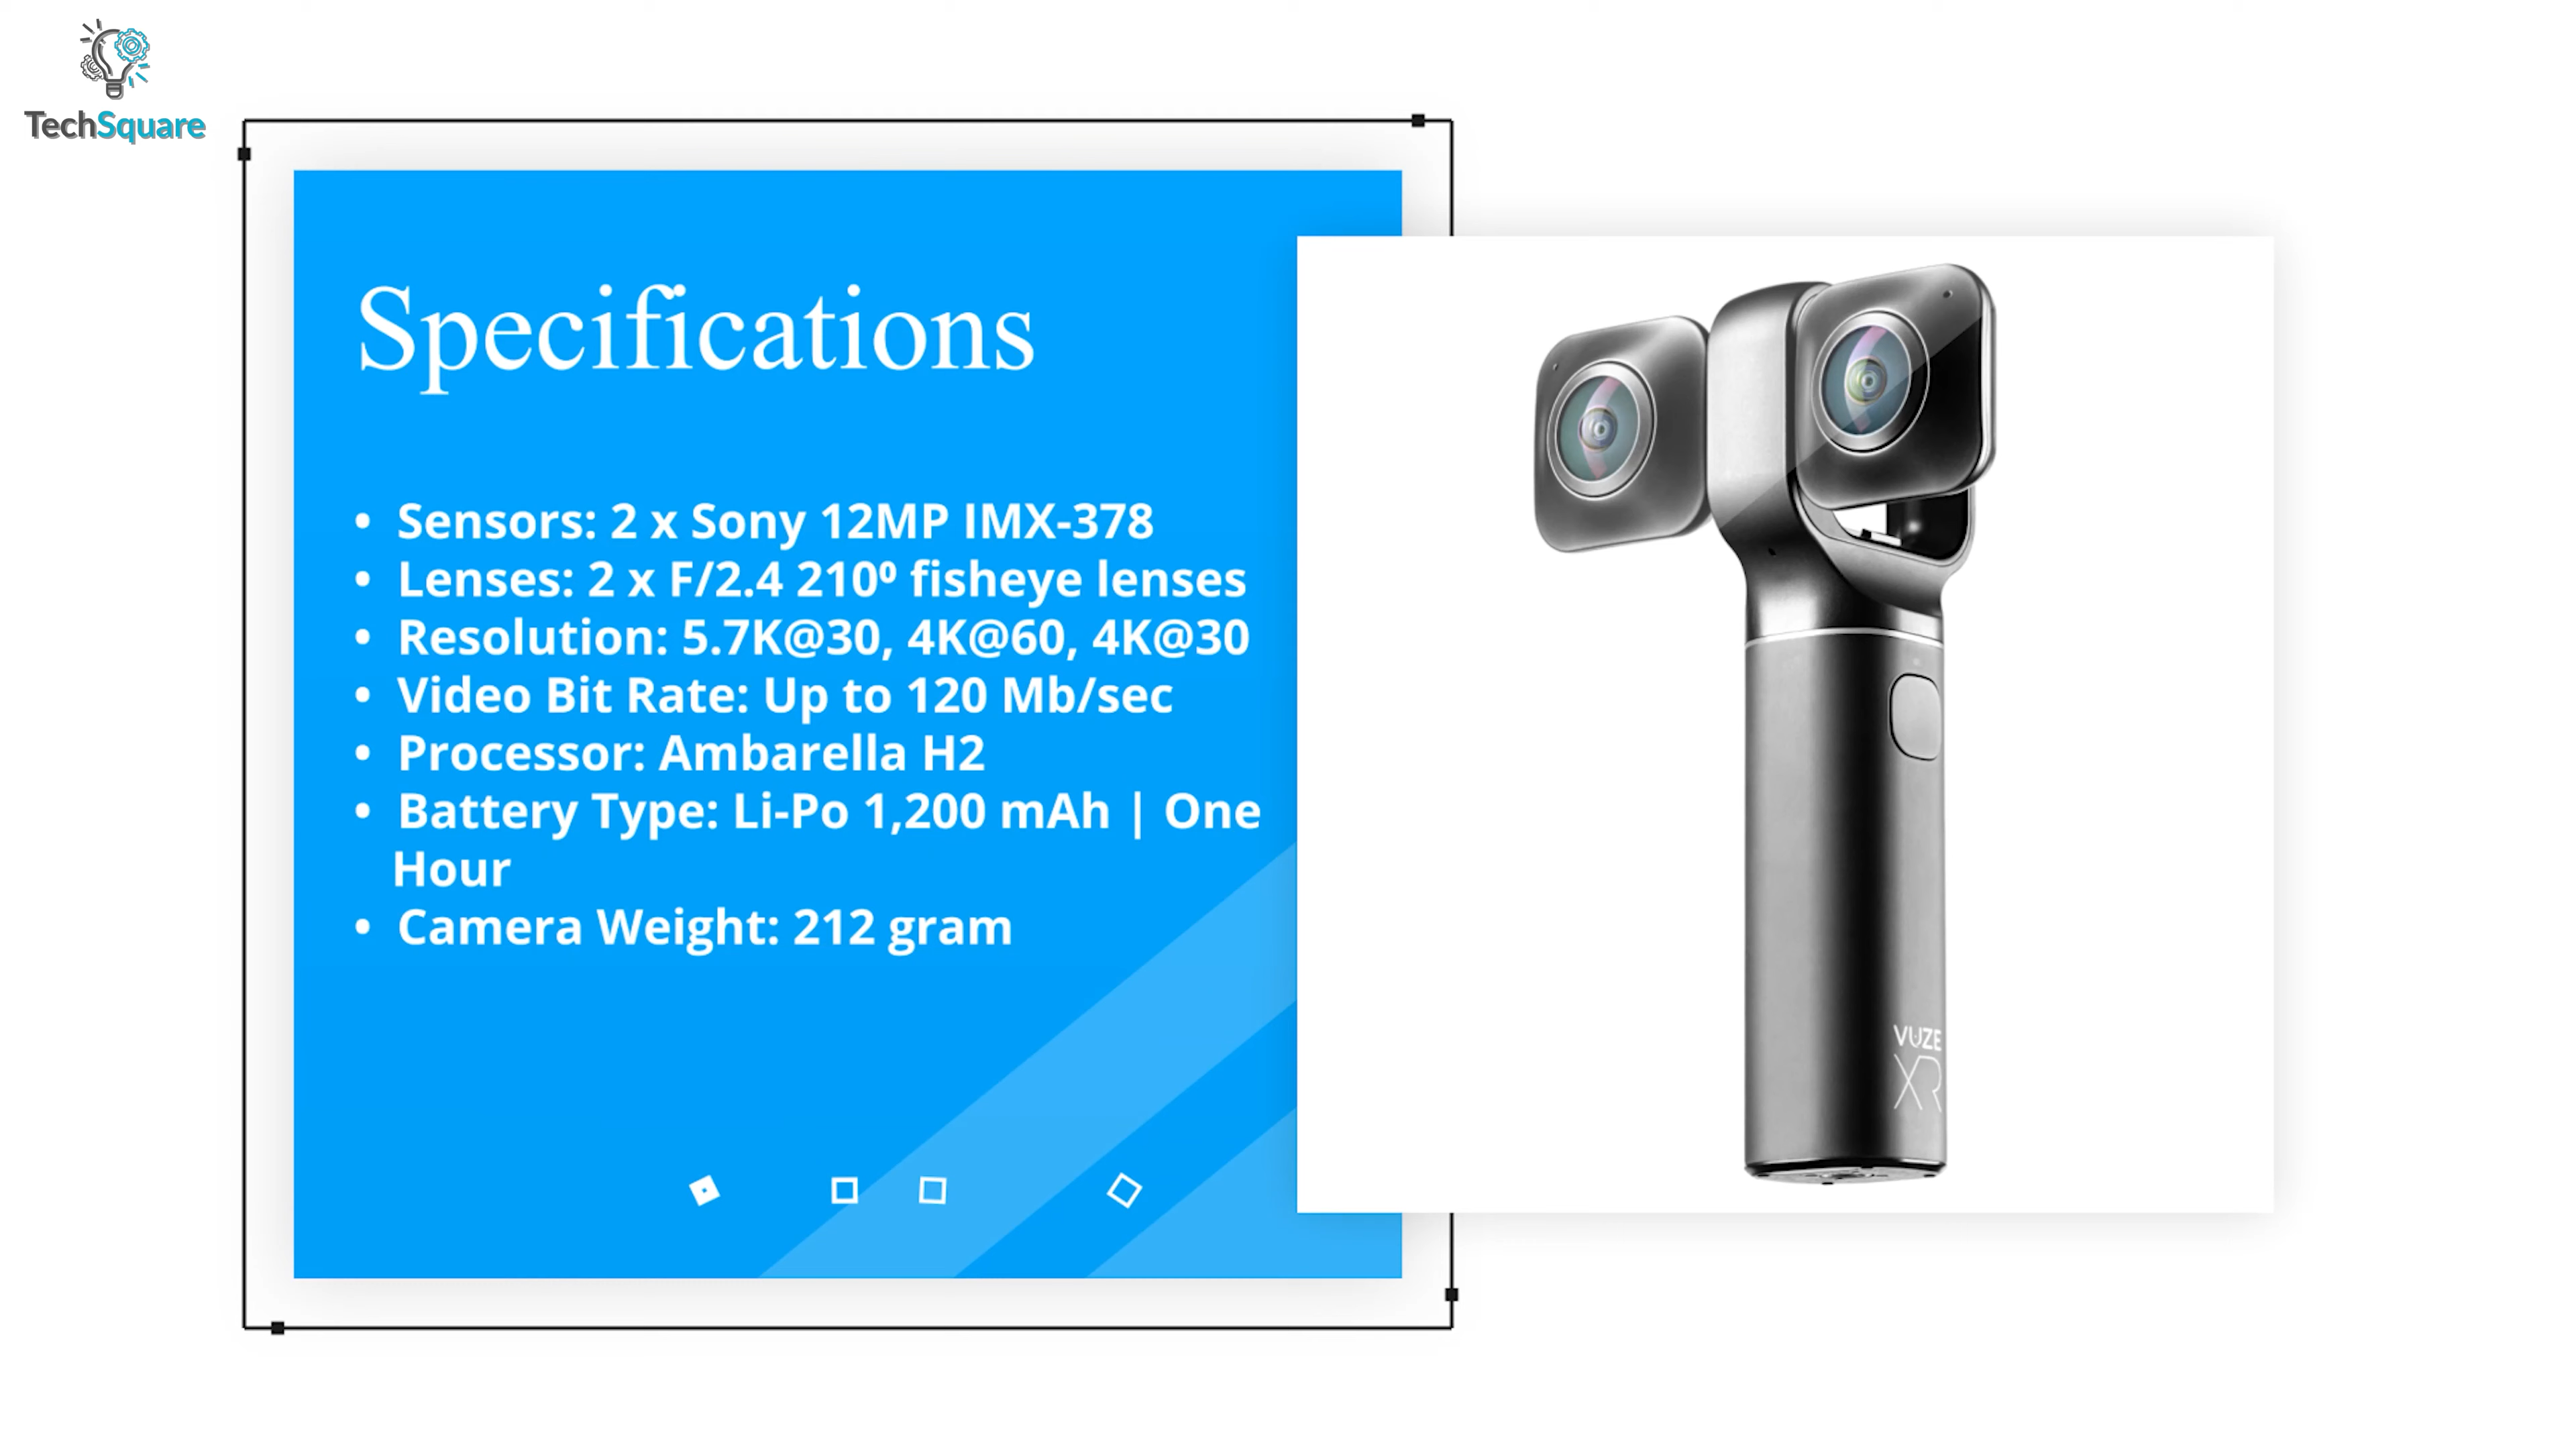 TechSquare
Specifications
• Sensors: 2 x Sony 12MP IMX-378
• Lenses: 2 x F/2.4 210⁰ fisheye lenses
• Resolution: 5.7K@30, 4K@60, 4K@30
• Video Bit Rate: Up to 120 Mb/sec
• Processor: Ambarella H2
• Battery Type: Li-Po 1,200 mAh | One
Hour
• Camera Weight: 212 gram
VUZE
XR